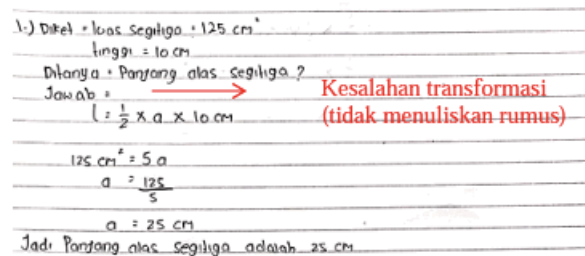 1.) Diket : luas segitiga : 125 cm²
tinggi = 10 cm
Ditanya : Panjang alas segitiga ?
Jawab :
Kesalahan transformasi
(tidak menuliskan rumus)
l = 1/2 x a x 10 cm
125 cm² = 5 a
a = 125/5
a = 25 cm
Jadi Panjang alas segitiga adalah 25 cm